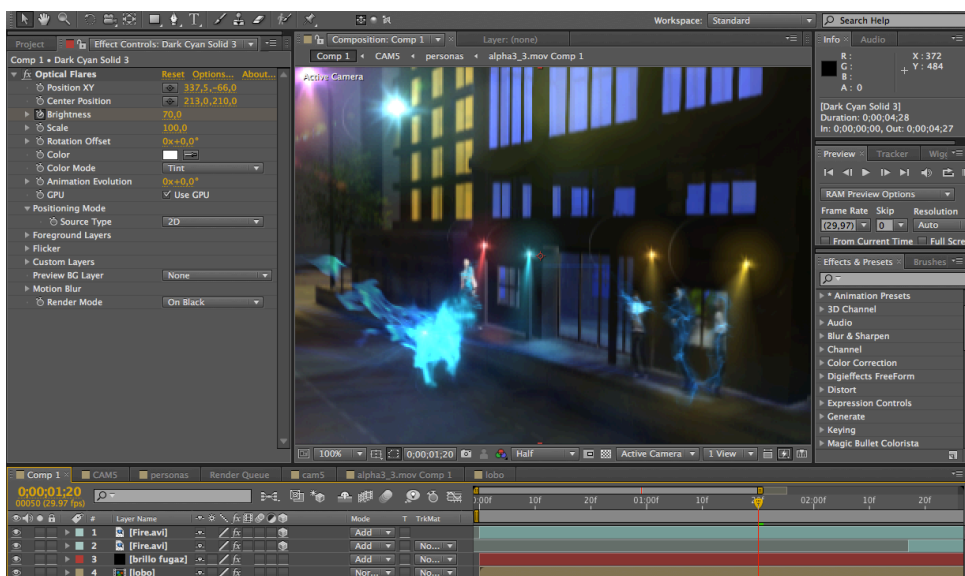 Workspace: Standard
Search Help
Project
Effect Controls: Dark Cyan Solid 3
Comp 1 • Dark Cyan Solid 3
fx Optical Flares Reset Options... About...
Position XY 337,5,-66,0
Center Position 213,0,210,0
Brightness 70,0
Scale 100,0
Rotation Offset 0x+0,0°
Color
Color Mode Tint
Animation Evolution 0x+0,0°
GPU Use GPU
Positioning Mode
Source Type 2D
Foreground Layers
Flicker
Custom Layers
Preview BG Layer None
Motion Blur
Render Mode On Black
Composition: Comp 1
Layer: (none)
Comp 1 CAM5 personas alpha3_3.mov Comp 1
Active Camera
100% 0;00;01;20 Half Active Camera 1 View
Info Audio
R : X : 372
G : Y : 484
B :
A : 0
[Dark Cyan Solid 3]
Duration: 0;00;04;28
In: 0;00;00;00, Out: 0;00;04;27
Preview Tracker Wigg
RAM Preview Options
Frame Rate Skip Resolution
(29,97) 0 Auto
From Current Time Full Scre
Effects & Presets Brushes
* Animation Presets
3D Channel
Audio
Blur & Sharpen
Channel
Color Correction
Digieffects FreeForm
Distort
Expression Controls
Generate
Keying
Magic Bullet Colorista
Comp 1 CAM5 personas Render Queue cam5 alpha3_3.mov Comp 1 lobo
0;00;01;20
00050 (29.97 fps)
10f 20f 01:00f 10f 20f 02:00f 10f 20f
# Layer Name Mode T TrkMat
1 [Fire.avi] fx Add
2 [Fire.avi] fx Add No...
3 [brillo fugaz] fx Add No...
4 [lobo] fx Nor... No...